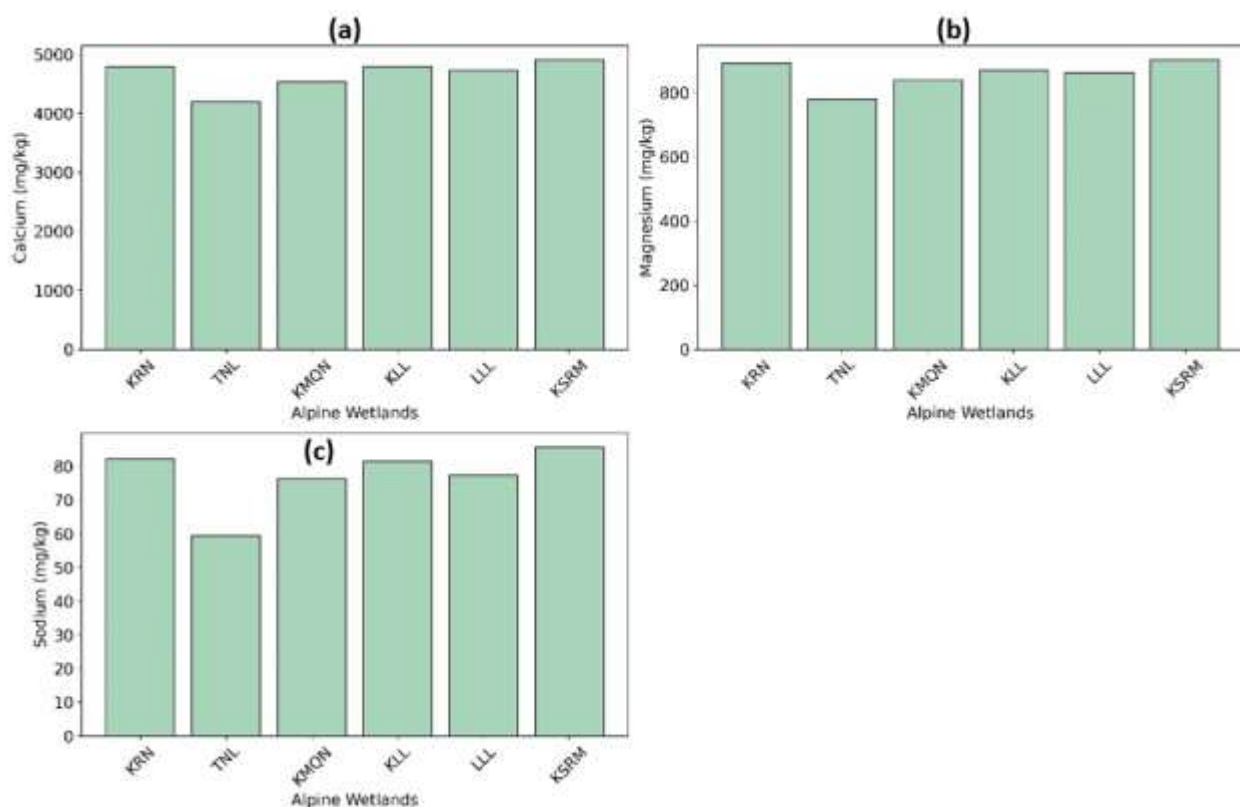 (a)
5000
4000
3000
2000
1000
0
Calcium (mg/kg)
KRN TNL KMQN KLL LLL KSRM
Alpine Wetlands
(b)
800
600
400
200
0
Magnesium (mg/kg)
KRN TNL KMQN KLL LLL KSRM
Alpine Wetlands
(c)
80
70
60
50
40
30
20
10
0
Sodium (mg/kg)
KRN TNL KMQN KLL LLL KSRM
Alpine Wetlands